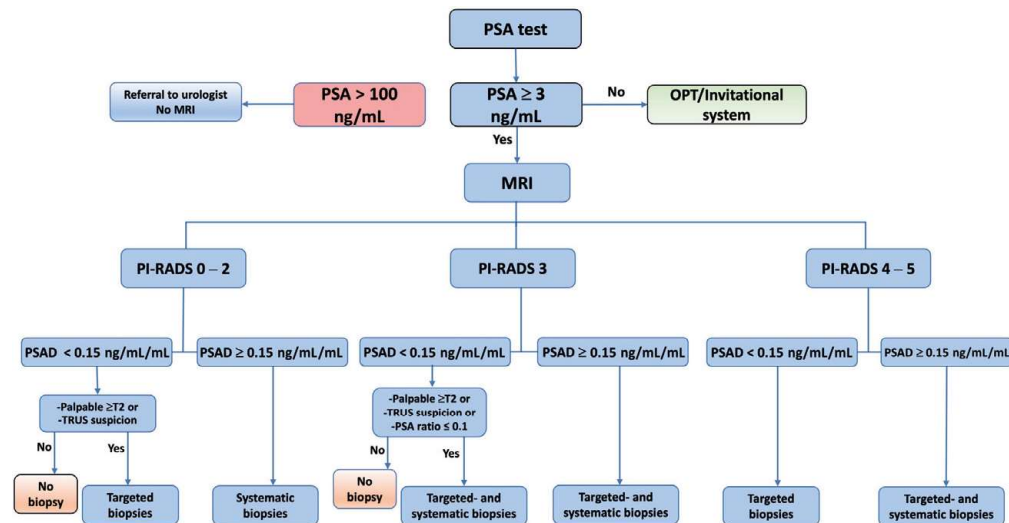 PSA test
Referral to urologist
No MRI
PSA > 100
ng/mL
PSA ≥ 3
ng/mL
No
OPT/Invitational
system
Yes
MRI
PI-RADS 0 – 2
PI-RADS 3
PI-RADS 4 – 5
PSAD < 0.15 ng/mL/mL
PSAD ≥ 0.15 ng/mL/mL
PSAD < 0.15 ng/mL/mL
PSAD ≥ 0.15 ng/mL/mL
PSAD < 0.15 ng/mL/mL
PSAD ≥ 0.15 ng/mL/mL
-Palpable ≥T2 or
-TRUS suspicion
-Palpable ≥T2 or
-TRUS suspicion or
-PSA ratio ≤ 0.1
No
Yes
No
Yes
No
biopsy
Targeted
biopsies
Systematic
biopsies
No
biopsy
Targeted- and
systematic biopsies
Targeted- and
systematic biopsies
Targeted
biopsies
Targeted- and
systematic biopsies